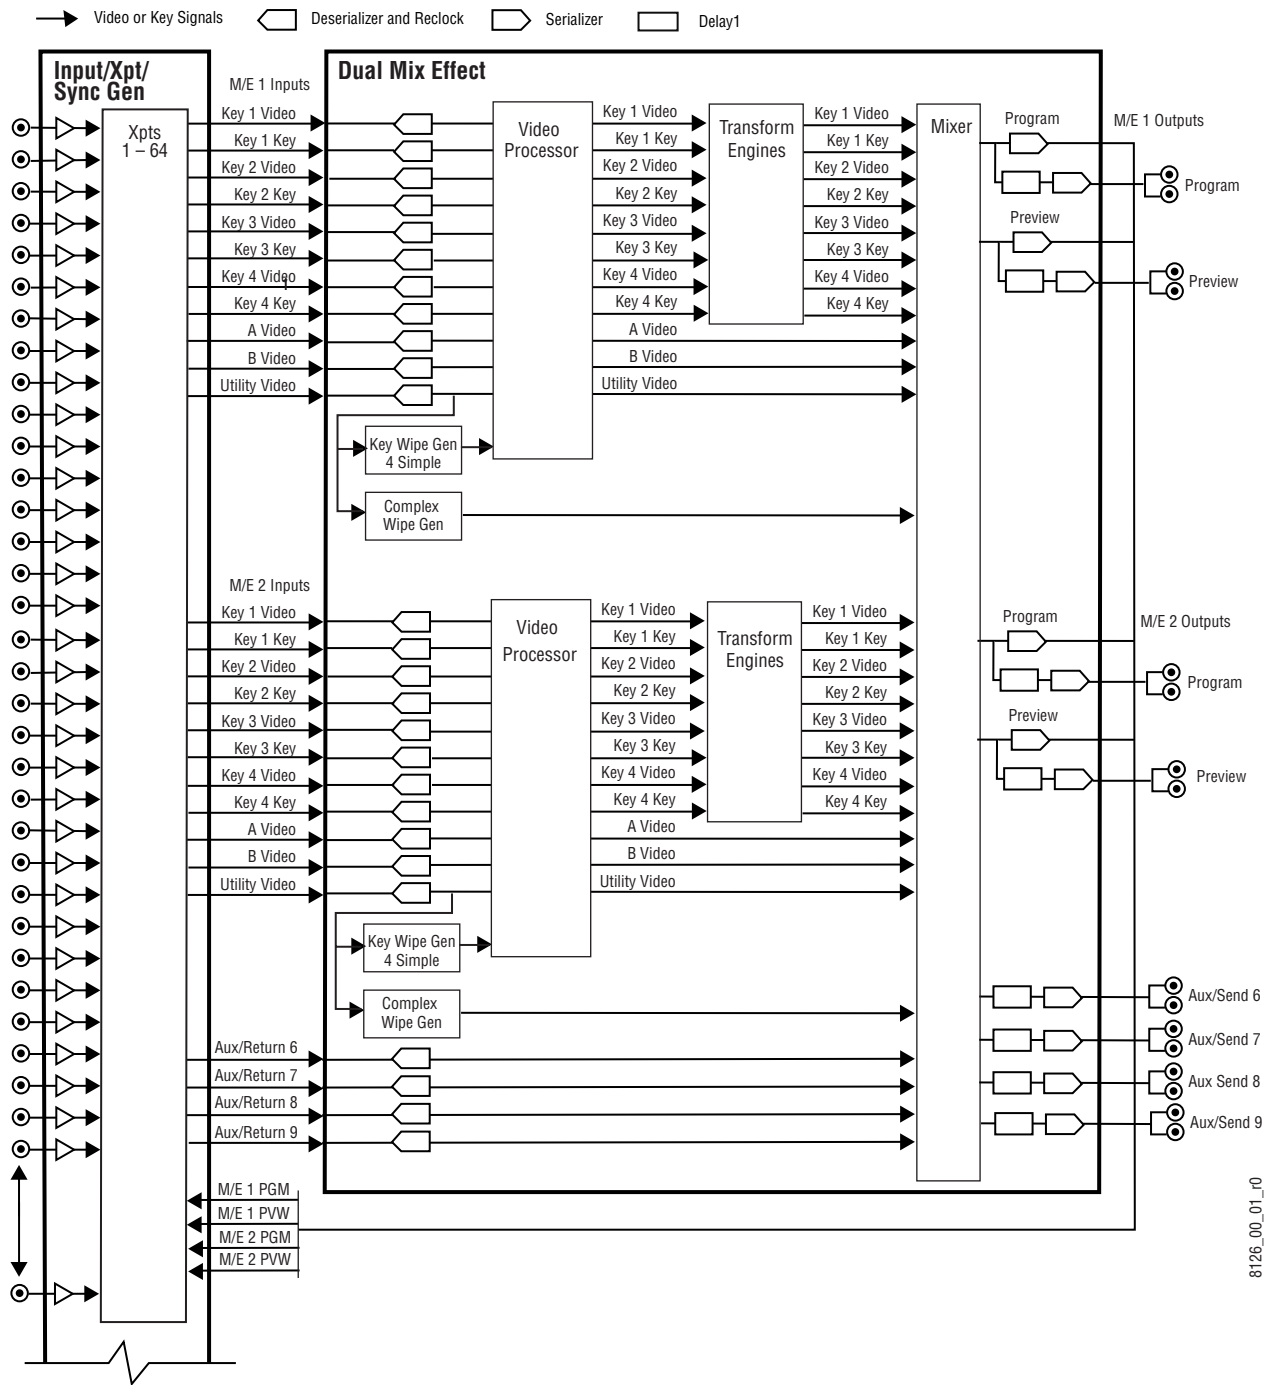 Video or Key Signals
Deserializer and Reclock
Serializer
Delay1
Input/Xpt/
Sync Gen
Dual Mix Effect
M/E 1 Inputs
Xpts
1 – 64
Key 1 Video
Key 1 Key
Key 2 Video
Key 2 Key
Key 3 Video
Key 3 Key
Key 4 Video
Key 4 Key
A Video
B Video
Utility Video
Video
Processor
Key Wipe Gen
4 Simple
Complex
Wipe Gen
Key 1 Video
Key 1 Key
Key 2 Video
Key 2 Key
Key 3 Video
Key 3 Key
Key 4 Video
Key 4 Key
A Video
B Video
Utility Video
Transform
Engines
Key 1 Video
Key 1 Key
Key 2 Video
Key 2 Key
Key 3 Video
Key 3 Key
Key 4 Video
Key 4 Key
Mixer
Program
M/E 1 Outputs
Program
Preview
Preview
M/E 2 Inputs
Key 1 Video
Key 1 Key
Key 2 Video
Key 2 Key
Key 3 Video
Key 3 Key
Key 4 Video
Key 4 Key
A Video
B Video
Utility Video
Video
Processor
Key Wipe Gen
4 Simple
Complex
Wipe Gen
Key 1 Video
Key 1 Key
Key 2 Video
Key 2 Key
Key 3 Video
Key 3 Key
Key 4 Video
Key 4 Key
A Video
B Video
Utility Video
Transform
Engines
Key 1 Video
Key 1 Key
Key 2 Video
Key 2 Key
Key 3 Video
Key 3 Key
Key 4 Video
Key 4 Key
Program
M/E 2 Outputs
Program
Preview
Preview
Aux/Return 6
Aux/Return 7
Aux/Return 8
Aux/Return 9
Aux/Send 6
Aux/Send 7
Aux Send 8
Aux/Send 9
M/E 1 PGM
M/E 1 PVW
M/E 2 PGM
M/E 2 PVW
8126_00_01_r0